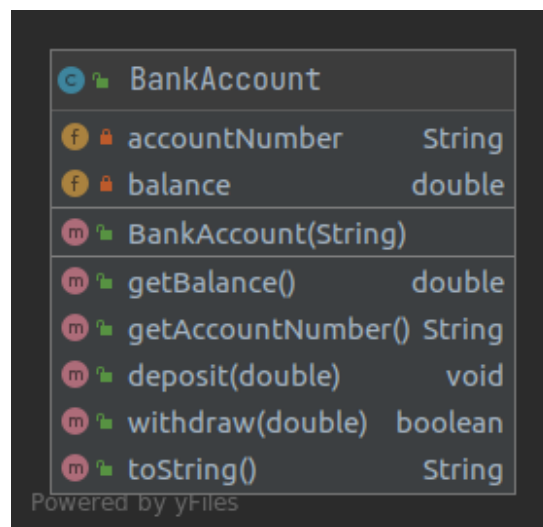 BankAccount
accountNumber String
balance double
BankAccount(String)
getBalance() double
getAccountNumber() String
deposit(double) void
withdraw(double) boolean
toString() String
Powered by yFiles